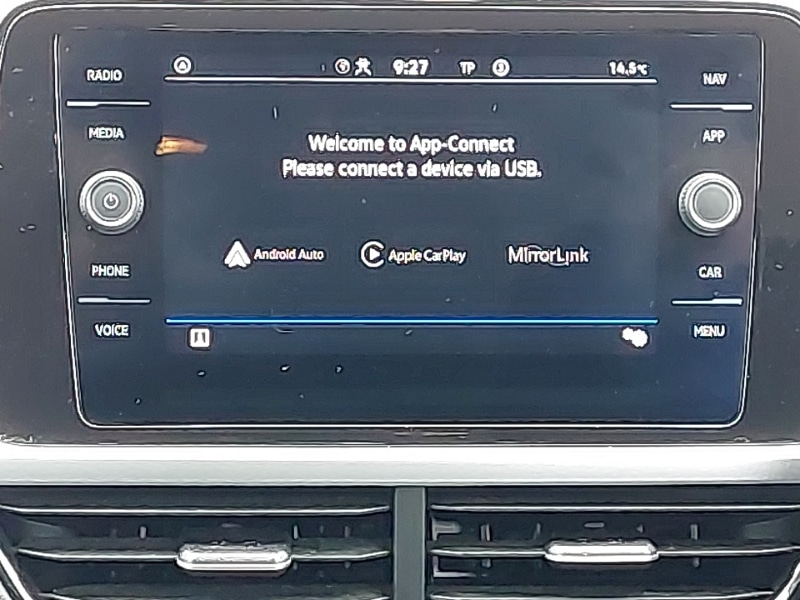 RADIO
9:27
TP
14.5°C
NAV
MEDIA
APP
Welcome to App-Connect
Please connect a device via USB.
Android Auto
Apple CarPlay
MirrorLink
PHONE
CAR
VOICE
MENU